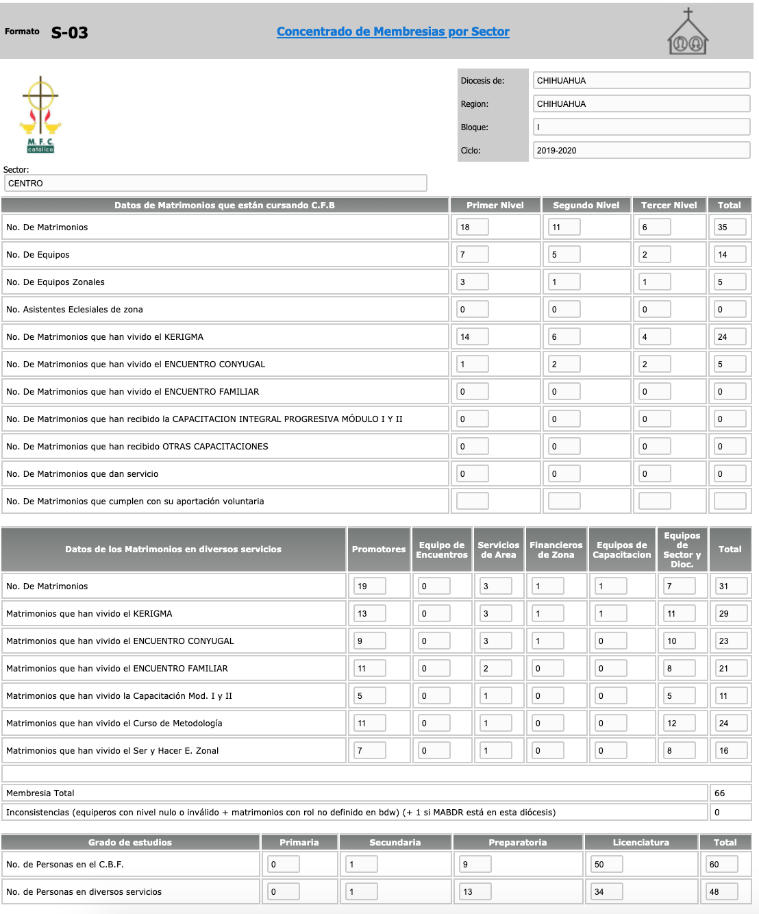 Formato S-03 Concentrado de Membresias por Sector
M.F.C.
católica
Diocesis de: CHIHUAHUA
Region: CHIHUAHUA
Bloque: I
Ciclo: 2019-2020
Sector:
CENTRO
Datos de Matrimonios que están cursando C.F.B Primer Nivel Segundo Nivel Tercer Nivel Total
No. De Matrimonios 18 11 6 35
No. De Equipos 7 5 2 14
No. De Equipos Zonales 3 1 1 5
No. Asistentes Eclesiales de zona 0 0 0 0
No. De Matrimonios que han vivido el KERIGMA 14 6 4 24
No. De Matrimonios que han vivido el ENCUENTRO CONYUGAL 1 2 2 5
No. De Matrimonios que han vivido el ENCUENTRO FAMILIAR 0 0 0 0
No. De Matrimonios que han recibido la CAPACITACION INTEGRAL PROGRESIVA MÓDULO I Y II 0 0 0 0
No. De Matrimonios que han recibido OTRAS CAPACITACIONES 0 0 0 0
No. De Matrimonios que dan servicio 0 0 0 0
No. De Matrimonios que cumplen con su aportación voluntaria
Datos de los Matrimonios en diversos servicios Promotores Equipo de Encuentros Servicios de Area Financieros de Zona Equipos de Capacitacion Equipos de Sector y Dioc. Total
No. De Matrimonios 19 0 3 1 1 7 31
Matrimonios que han vivido el KERIGMA 13 0 3 1 1 11 29
Matrimonios que han vivido el ENCUENTRO CONYUGAL 9 0 3 1 0 10 23
Matrimonios que han vivido el ENCUENTRO FAMILIAR 11 0 2 0 0 8 21
Matrimonios que han vivido la Capacitación Mod. I y II 5 0 1 0 0 5 11
Matrimonios que han vivido el Curso de Metodología 11 0 1 0 0 12 24
Matrimonios que han vivido el Ser y Hacer E. Zonal 7 0 1 0 0 8 16
Membresia Total 66
Inconsistencias (equiperos con nivel nulo o inválido + matrimonios con rol no definido en bdw) (+ 1 si MABDR está en esta diócesis) 0
Grado de estudios Primaria Secundaria Preparatoria Licenciatura Total
No. de Personas en el C.B.F. 0 1 9 50 60
No. de Personas en diversos servicios 0 1 13 34 48